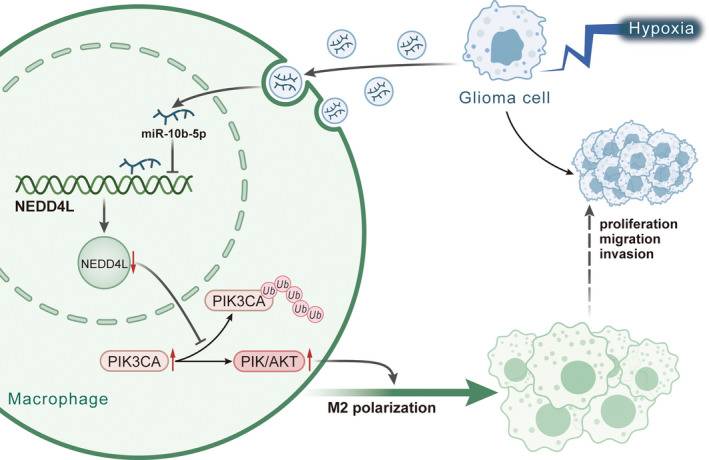 Hypoxia
Glioma cell
miR-10b-5p
NEDD4L
NEDD4L
PIK3CA
Ub
Ub
Ub
Ub
Ub
PIK3CA
PIK/AKT
Macrophage
M2 polarization
proliferation
migration
invasion